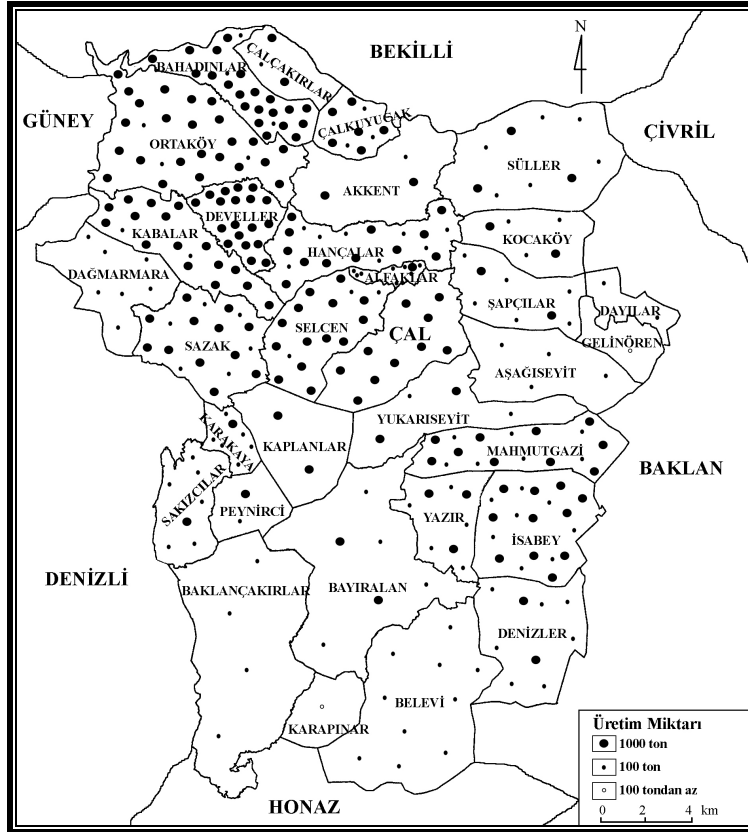 BEKİLLİ
ÇALÇAKIRLAR
BAHADINLAR
GÜNEY
ÇALKUYUCAK
ÇİVRİL
ORTAKÖY
SÜLLER
AKKENT
DEVELLER
KABALAR
KOCAKÖY
HANÇALAR
DAĞMARMARA
ALFAKLAR
ŞAPÇILAR
DAYILAR
SELCEN
ÇAL
SAZAK
GELİNÖREN
AŞAĞISEYİT
YUKARISEYİT
KARAKAYA
KAPLANLAR
MAHMUTGAZİ
BAKLAN
SAKIZCILAR
PEYNİRCİ
YAZIR
İSABEY
DENİZLİ
BAKLANÇAKIRLAR
BAYIRALAN
DENİZLER
BELEVİ
KARAPINAR
HONAZ
Üretim Miktarı
1000 ton
100 ton
100 tondan az
0 2 4 km